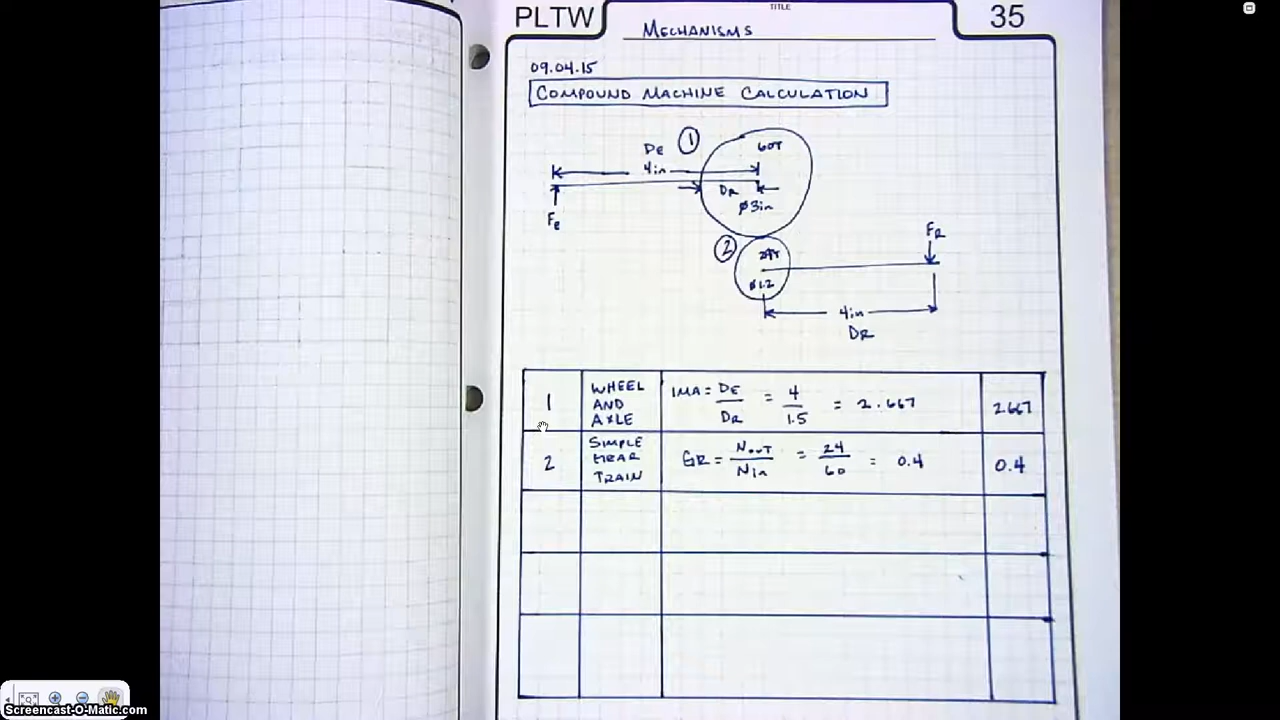 PLTW
TITLE
35
MECHANISMS
09.04.15
COMPOUND MACHINE CALCULATION
DE
4in
1
60T
DR
Ø3in
Fe
2
24T
Ø1.2
FR
4in
DR
1
WHEEL
AND
AXLE
IMA = DE/DR = 4/1.5 = 2.667
2.667
2
SIMPLE
GEAR
TRAIN
GR = Nout/Nin = 24/60 = 0.4
0.4
Screencast-O-Matic.com